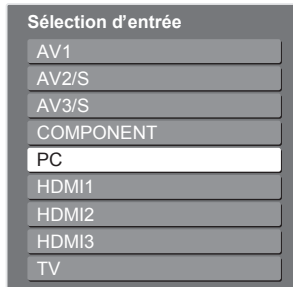 Sélection d’entrée
AV1
AV2/S
AV3/S
COMPONENT
PC
HDMI1
HDMI2
HDMI3
TV